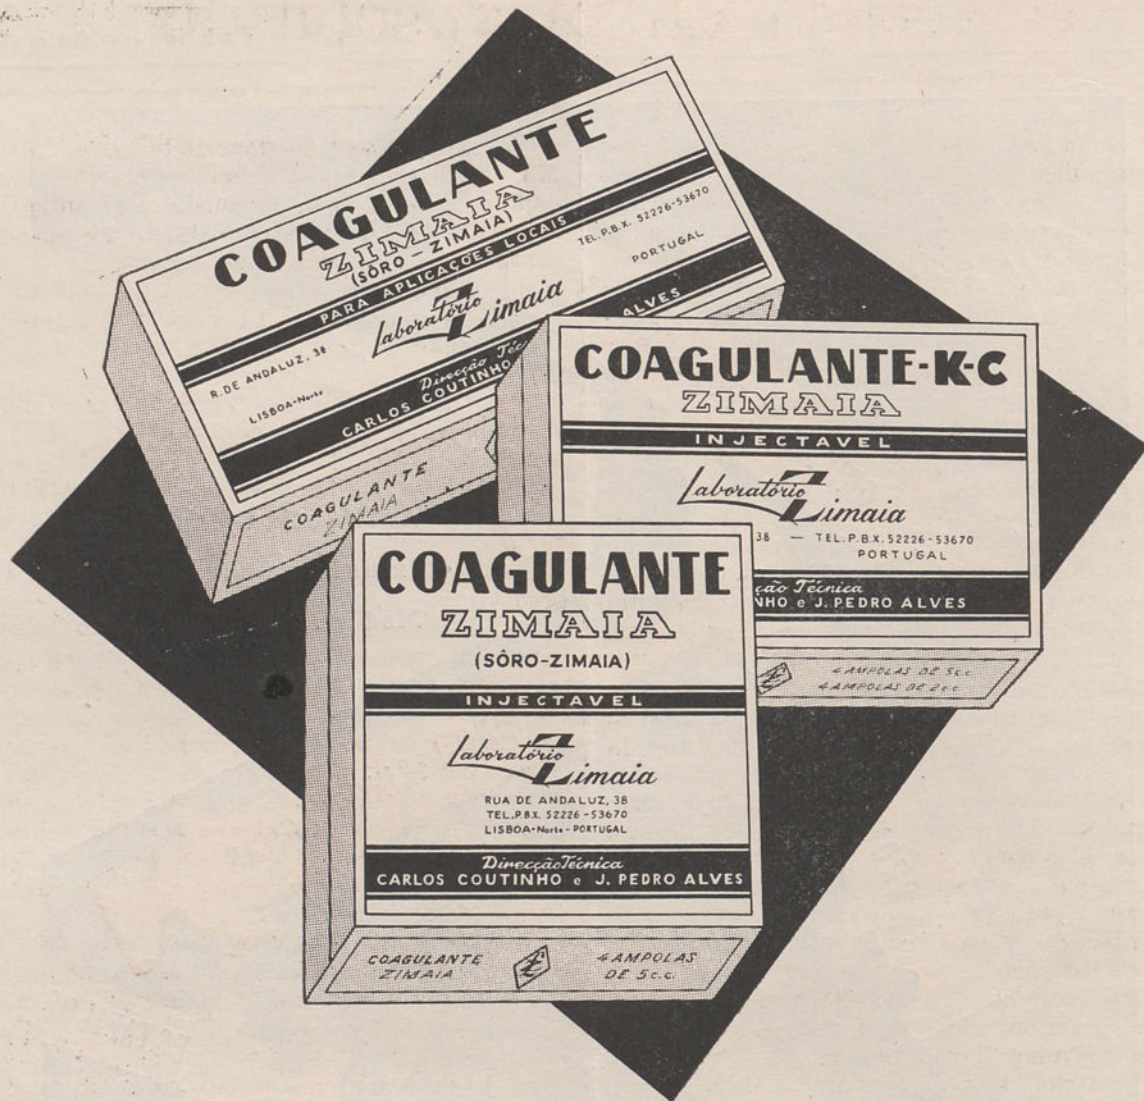 COAGULANTE
ZIMAIA
(SÔRO - ZIMAIA)
PARA APLICAÇÕES LOCAIS
R. DE ANDALUZ, 38
LISBOA-Norte
Laboratório Zimaia
TEL. P.B.X. 52226-53670
PORTUGAL
Direcção
CARLOS COUTINHO
ALVES
COAGULANTE
ZIMAIA
COAGULANTE-K-C
ZIMAIA
INJECTAVEL
Laboratório Zimaia
38 — TEL. P.B.X. 52226-53670
PORTUGAL
ção Técnica
NHO e J. PEDRO ALVES
4 AMPOLAS DE 5 c.c.
4 AMPOLAS DE 2 c.c.
COAGULANTE
ZIMAIA
(SÔRO-ZIMAIA)
INJECTAVEL
Laboratório Zimaia
RUA DE ANDALUZ, 38
TEL. P.B.X. 52226-53670
LISBOA-Norte-PORTUGAL
Direcção Técnica
CARLOS COUTINHO e J. PEDRO ALVES
COAGULANTE
ZIMAIA
4 AMPOLAS
DE 5 c.c.